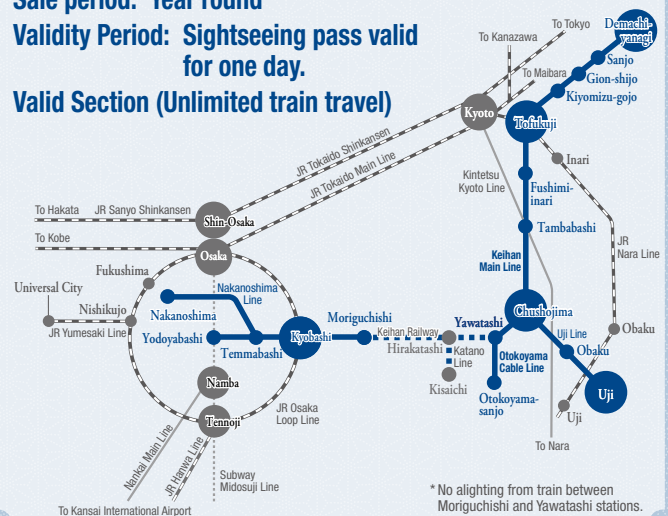 Sale period: Year round
Validity Period: Sightseeing pass valid
for one day.
Valid Section (Unlimited train travel)
To Tokyo
To Kanazawa
To Maibara
Demachi-
yanagi
Sanjo
Gion-shijo
Kiyomizu-gojo
Kyoto
Tofukuji
Inari
JR Tokaido Shinkansen
JR Tokaido Main Line
Kintetsu
Kyoto Line
Fushimi-
inari
Tambabashi
JR
Nara Line
To Hakata
JR Sanyo Shinkansen
Shin-Osaka
To Kobe
Osaka
Keihan
Main Line
Fukushima
Universal City
Nakanoshima
Line
Nishikujo
Nakanoshima
JR Yumesaki Line
Yodoyabashi
Temmabashi
Kyobashi
Moriguchishi
Keihan Railway
Hirakatashi
Yawatashi
Chushojima
Uji Line
Obaku
Obaku
Katano
Line
Otokoyama
Cable Line
Kisaichi
Otokoyama-
sanjo
Uji
Uji
Namba
Tennoji
JR Osaka
Loop Line
Nankai Main Line
JR Hanwa Line
Subway
Midosuji Line
To Nara
To Kansai International Airport
*No alighting from train between
Moriguchishi and Yawatashi stations.